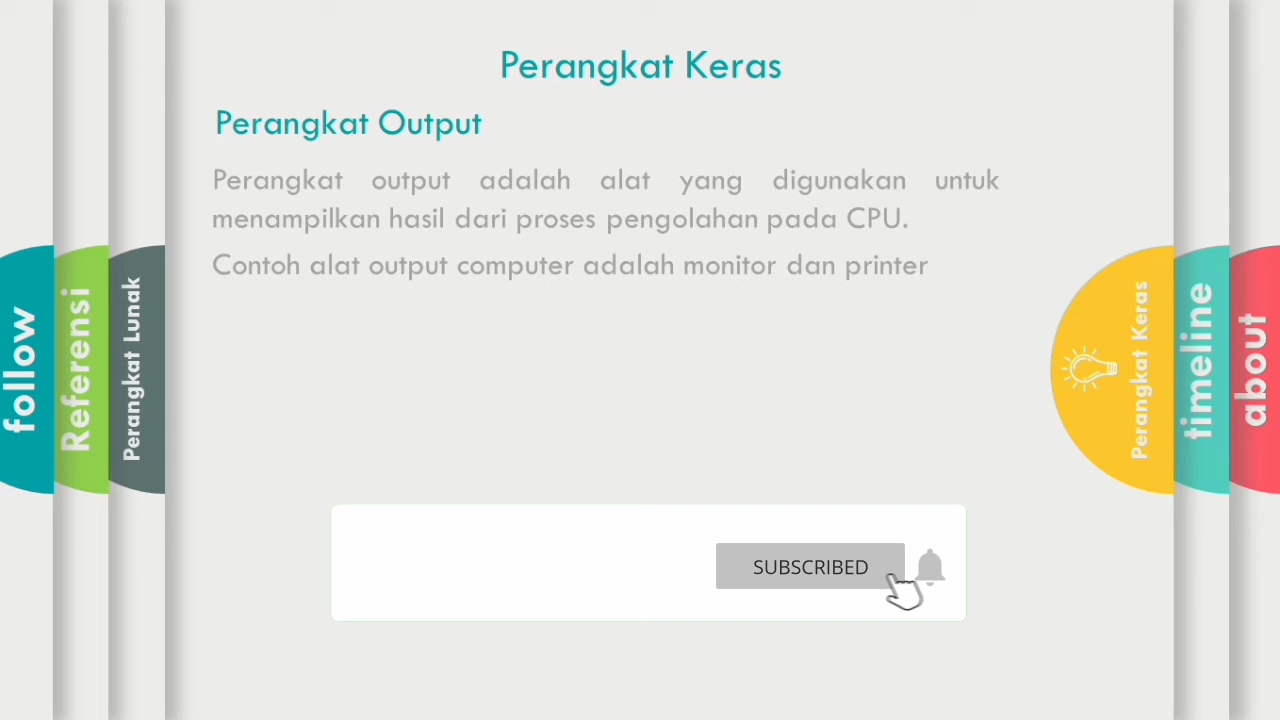 Perangkat Keras
Perangkat Output
Perangkat output adalah alat yang digunakan untuk
menampilkan hasil dari proses pengolahan pada CPU.
Contoh alat output computer adalah monitor dan printer
follow
Referensi
Perangkat Lunak
Perangkat Keras
timeline
about
SUBSCRIBED